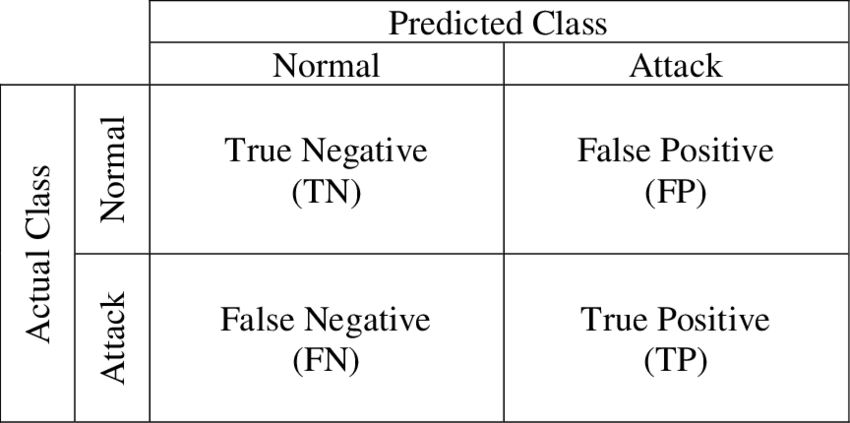 Predicted Class
Normal
Attack
Actual Class
Normal
True Negative
(TN)
False Positive
(FP)
Attack
False Negative
(FN)
True Positive
(TP)